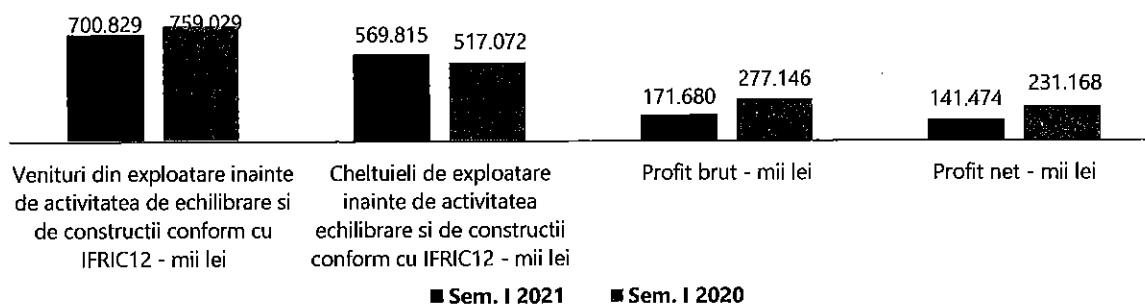 700.829
759.029
569.815
517.072
171.680
277.146
141.474
231.168
Venituri din exploatare inainte
de activitatea de echilibrare si
de constructii conform cu
IFRIC12 - mii lei
Cheltuieli de exploatare
inainte de activitatea
echilibrare si de constructii
conform cu IFRIC12 - mii lei
Profit brut - mii lei
Profit net - mii lei
Sem. I 2021
Sem. I 2020